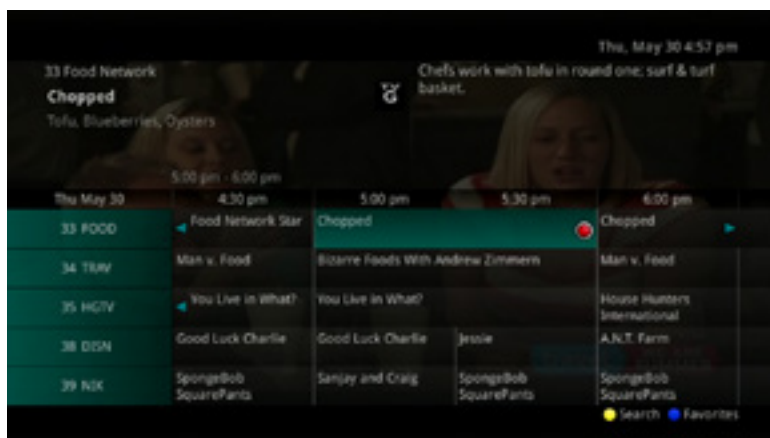 Thu, May 30 4:57 pm
33 Food Network
Chopped
Tofu, Blueberries, Oysters
5:00 pm - 6:00 pm
TV G
Chefs work with tofu in round one; surf & turf
basket.
Thu May 30 4:30 pm 5:00 pm 5:30 pm 6:00 pm
33 FOOD Food Network Star Chopped Chopped
34 TRAV Man v. Food Bizarre Foods With Andrew Zimmern Man v. Food
35 HGTV You Live in What? You Live in What? House Hunters
International
38 DISN Good Luck Charlie Good Luck Charlie Jessie A.N.T. Farm
39 NIK SpongeBob Sanjay and Craig SpongeBob SpongeBob
SquarePants SquarePants SquarePants
Search Favorites